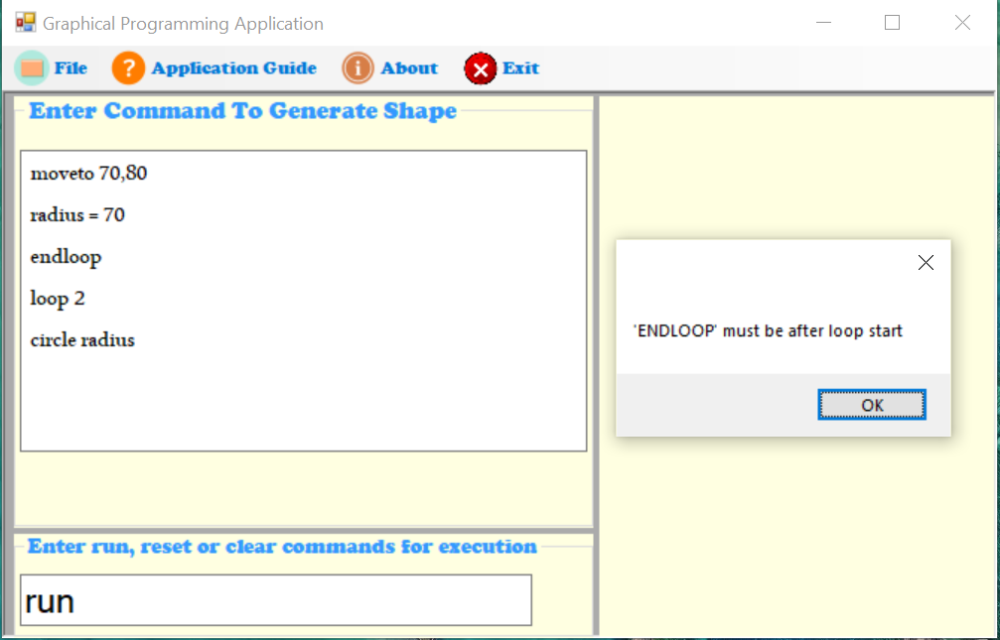 Graphical Programming Application
File Application Guide About Exit
Enter Command To Generate Shape
moveto 70,80
radius = 70
endloop
loop 2
circle radius
'ENDLOOP' must be after loop start
OK
Enter run, reset or clear commands for execution
run